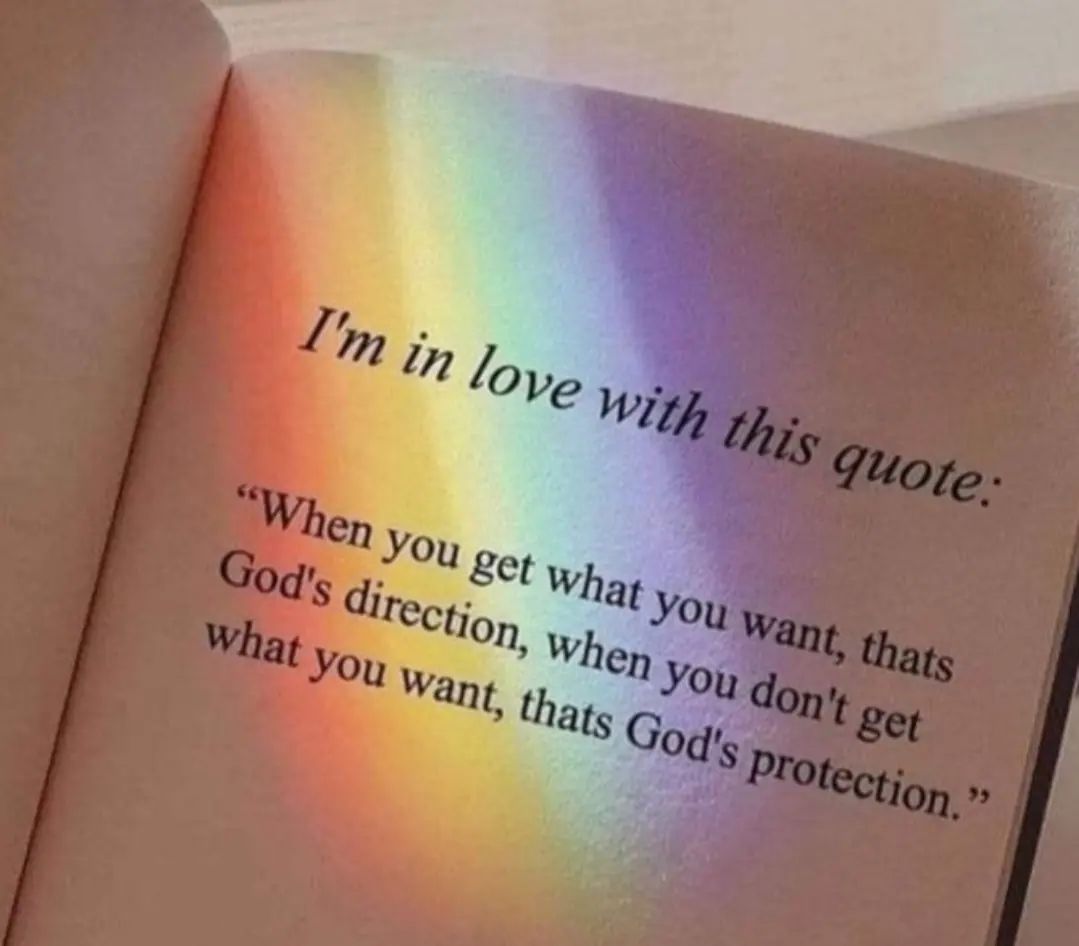 I'm in love with this quote:
“When you get what you want, thats
God's direction, when you don't get
what you want, thats God's protection.”